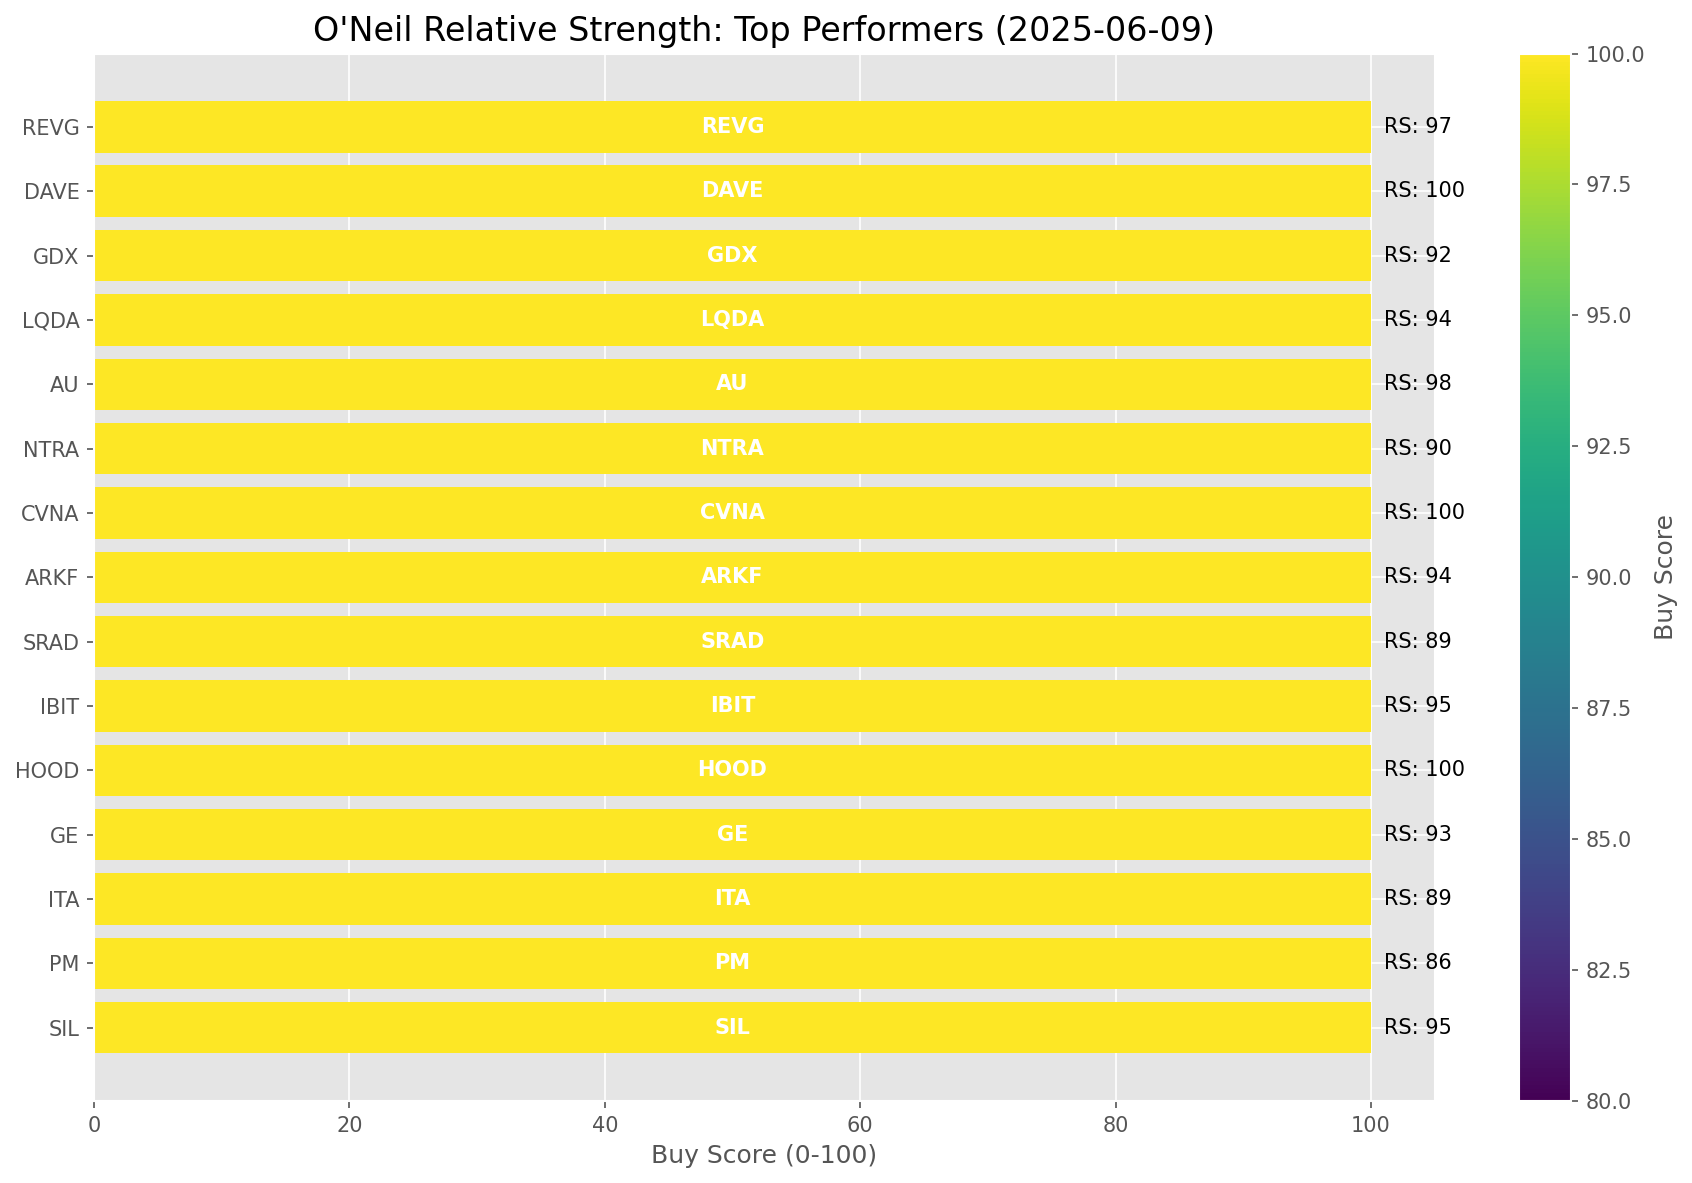 O'Neil Relative Strength: Top Performers (2025-06-09)
REVG REVG RS: 97
DAVE DAVE RS: 100
GDX GDX RS: 92
LQDA LQDA RS: 94
AU AU RS: 98
NTRA NTRA RS: 90
CVNA CVNA RS: 100
ARKF ARKF RS: 94
SRAD SRAD RS: 89
IBIT IBIT RS: 95
HOOD HOOD RS: 100
GE GE RS: 93
ITA ITA RS: 89
PM PM RS: 86
SIL SIL RS: 95
0 20 40 60 80 100
Buy Score (0-100)
100.0
97.5
95.0
92.5
90.0
87.5
85.0
82.5
80.0
Buy Score